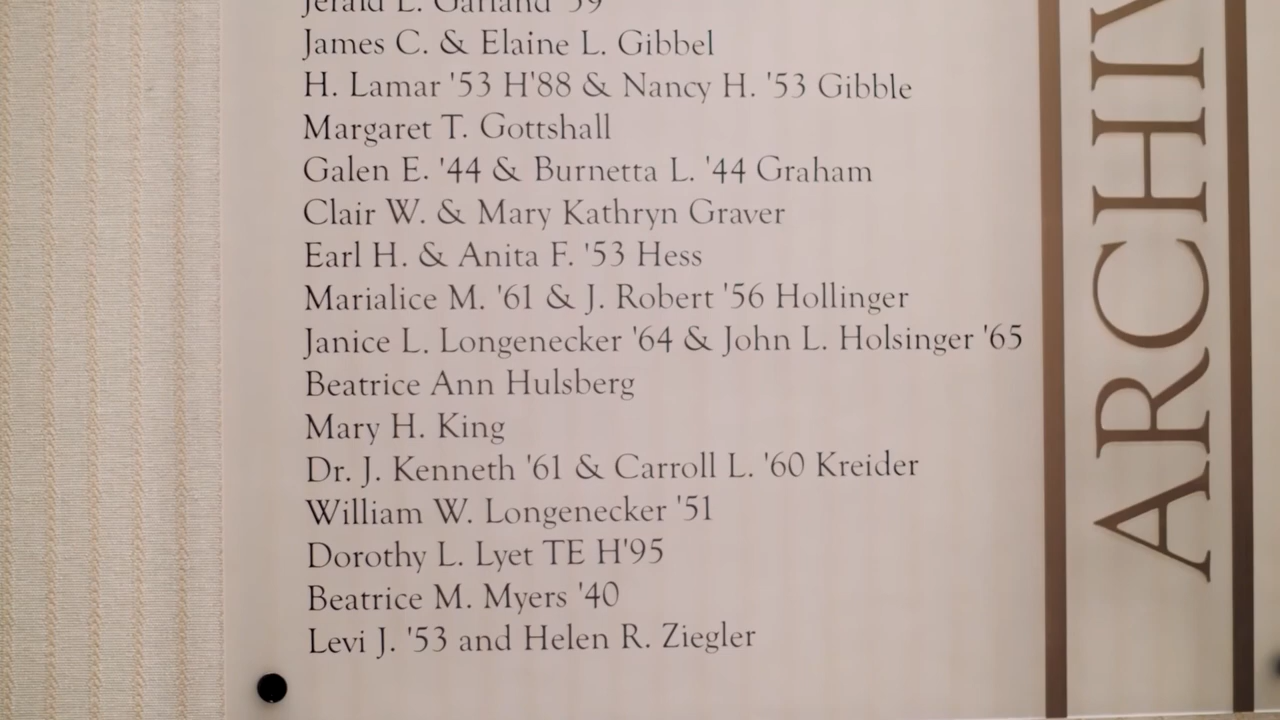 Jerald L. Garland '59
James C. & Elaine L. Gibbel
H. Lamar '53 H'88 & Nancy H. '53 Gibble
Margaret T. Gottshall
Galen E. '44 & Burnetta L. '44 Graham
Clair W. & Mary Kathryn Graver
Earl H. & Anita F. '53 Hess
Marialice M. '61 & J. Robert '56 Hollinger
Janice L. Longenecker '64 & John L. Holsinger '65
Beatrice Ann Hulsberg
Mary H. King
Dr. J. Kenneth '61 & Carroll L. '60 Kreider
William W. Longenecker '51
Dorothy L. Lyet TE H'95
Beatrice M. Myers '40
Levi J. '53 and Helen R. Ziegler